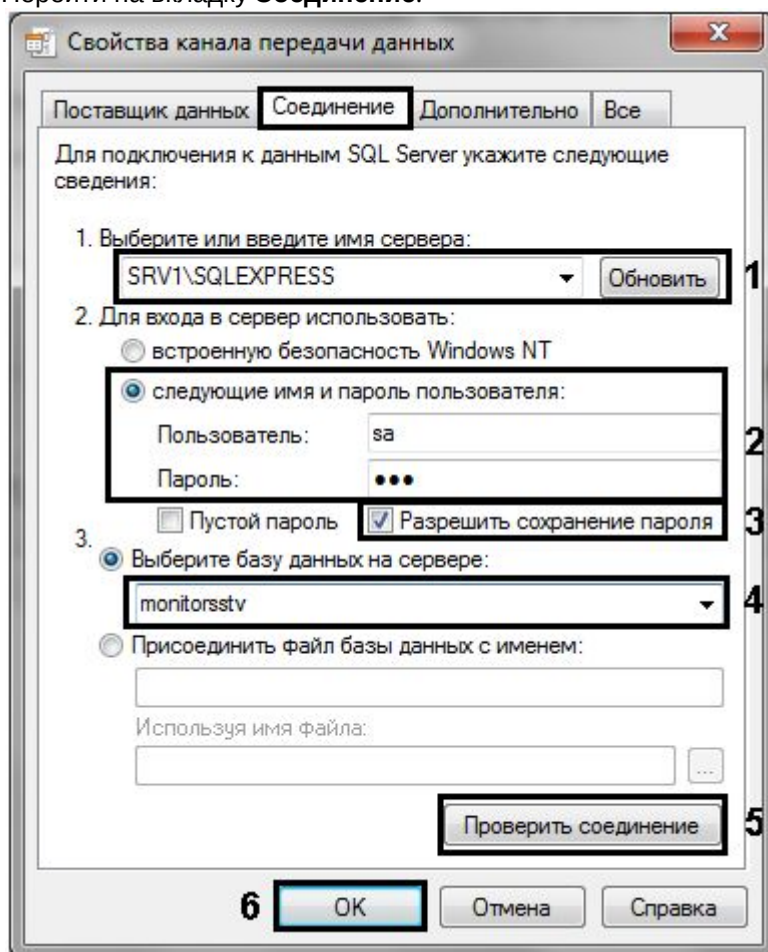 Перейти на вкладку Соединение.
Свойства канала передачи данных
Поставщик данных Соединение Дополнительно Все
Для подключения к данным SQL Server укажите следующие
сведения:
1. Выберите или введите имя сервера:
SRV1\SQLEXPRESS Обновить 1
2. Для входа в сервер использовать:
встроенную безопасность Windows NT
следующие имя и пароль пользователя:
Пользователь: sa
2
Пароль: •••
Пустой пароль Разрешить сохранение пароля 3
3.
Выберите базу данных на сервере:
monitorsstv 4
Присоединить файл базы данных с именем:
Используя имя файла:
...
Проверить соединение 5
6 OK Отмена Справка